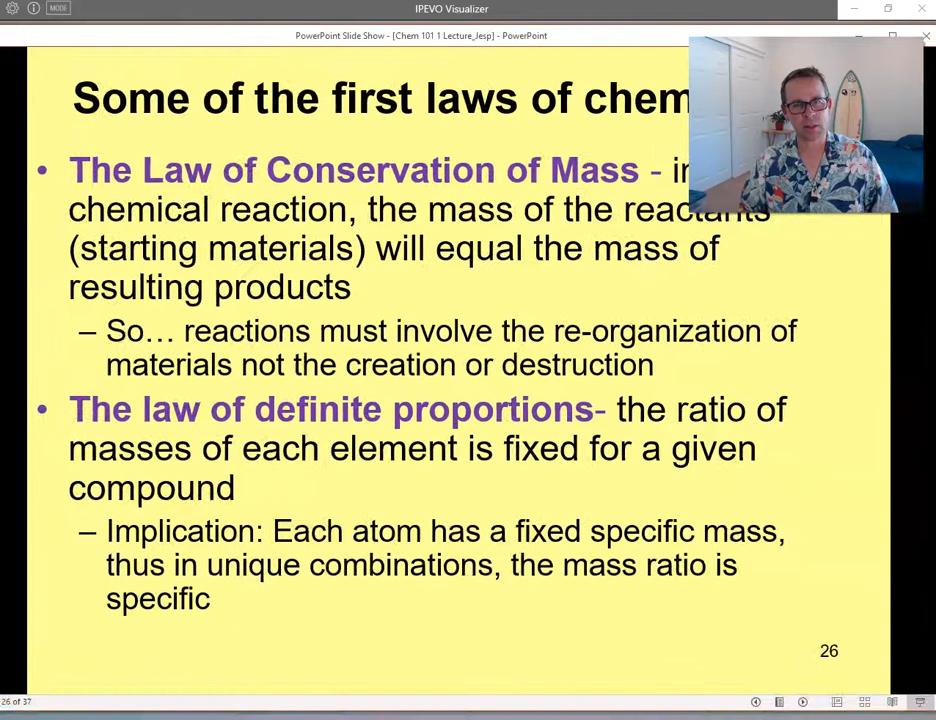 MODE
IPEVO Visualizer
PowerPoint Slide Show - [Chem 101 1 Lecture_Jesp] - PowerPoint
Some of the first laws of chem
• The Law of Conservation of Mass - in
chemical reaction, the mass of the reactants
(starting materials) will equal the mass of
resulting products
– So… reactions must involve the re-organization of
materials not the creation or destruction
• The law of definite proportions- the ratio of
masses of each element is fixed for a given
compound
– Implication: Each atom has a fixed specific mass,
thus in unique combinations, the mass ratio is
specific
26
26 of 37